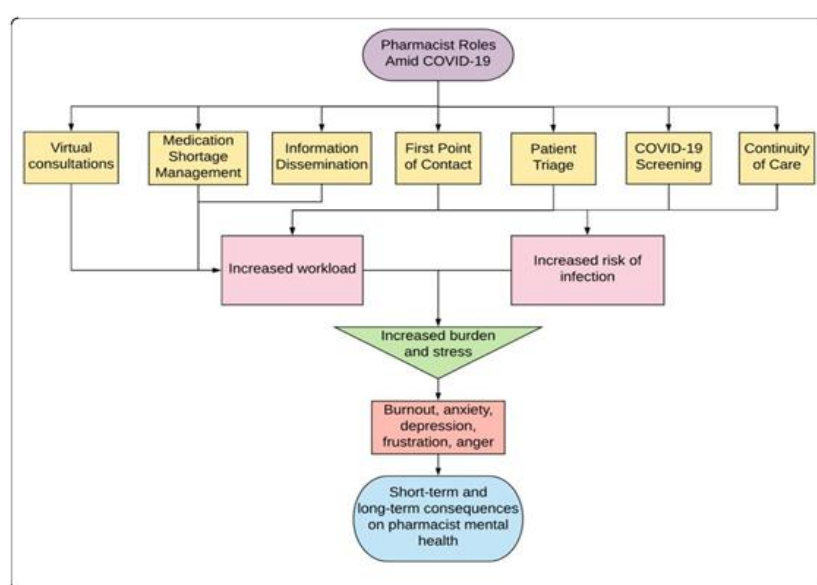 Pharmacist Roles
Amid COVID-19
Virtual
consultations
Medication
Shortage
Management
Information
Dissemination
First Point
of Contact
Patient
Triage
COVID-19
Screening
Continuity
of Care
Increased workload
Increased risk of
infection
Increased burden
and stress
Burnout, anxiety,
depression,
frustration, anger
Short-term and
long-term consequences
on pharmacist mental
health